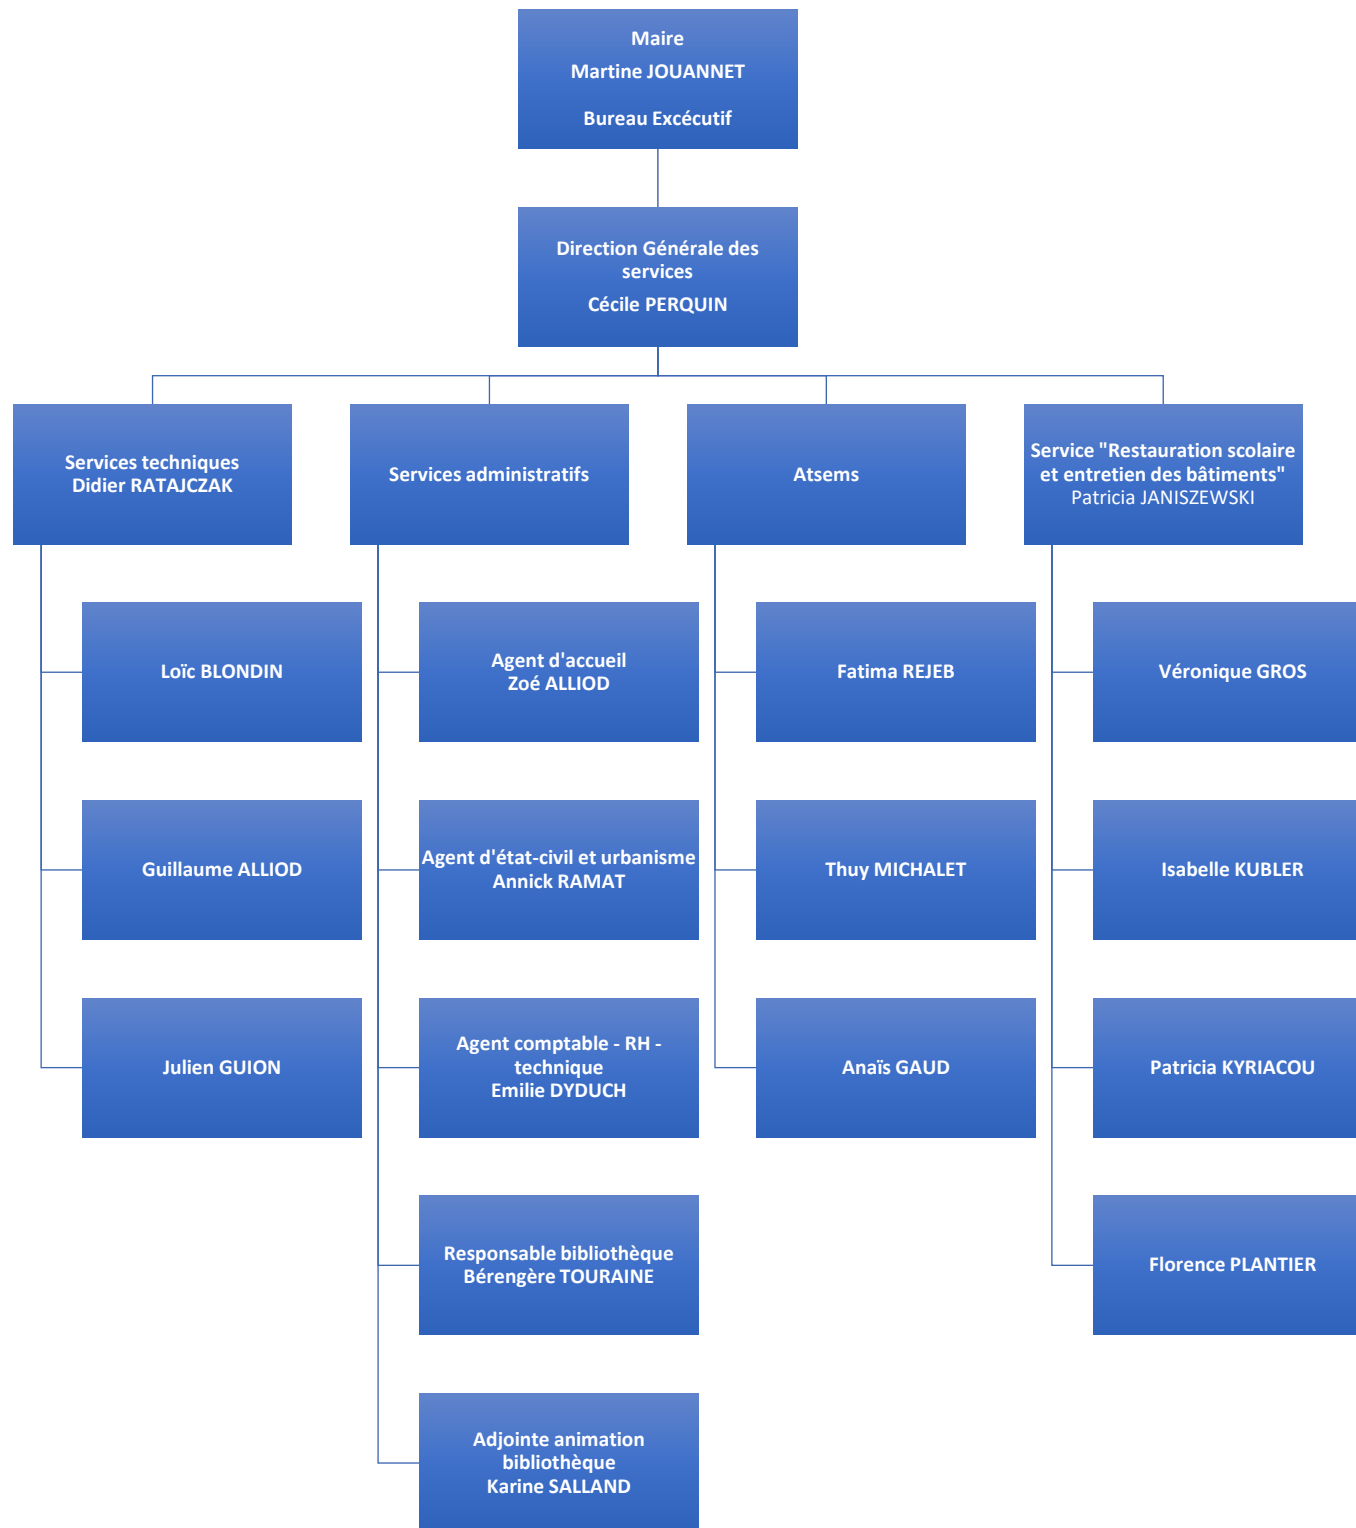 Maire
Martine JOUANNET
Bureau Excécutif
Direction Générale des
services
Cécile PERQUIN
Services techniques
Didier RATAJCZAK
Services administratifs
Atsems
Service "Restauration scolaire
et entretien des bâtiments"
Patricia JANISZEWSKI
Loïc BLONDIN
Agent d'accueil
Zoé ALLIOD
Fatima REJEB
Véronique GROS
Guillaume ALLIOD
Agent d'état-civil et urbanisme
Annick RAMAT
Thuy MICHALET
Isabelle KUBLER
Julien GUION
Agent comptable - RH -
technique
Emilie DYDUCH
Anaïs GAUD
Patricia KYRIACOU
Responsable bibliothèque
Bérengère TOURAINE
Florence PLANTIER
Adjointe animation
bibliothèque
Karine SALLAND